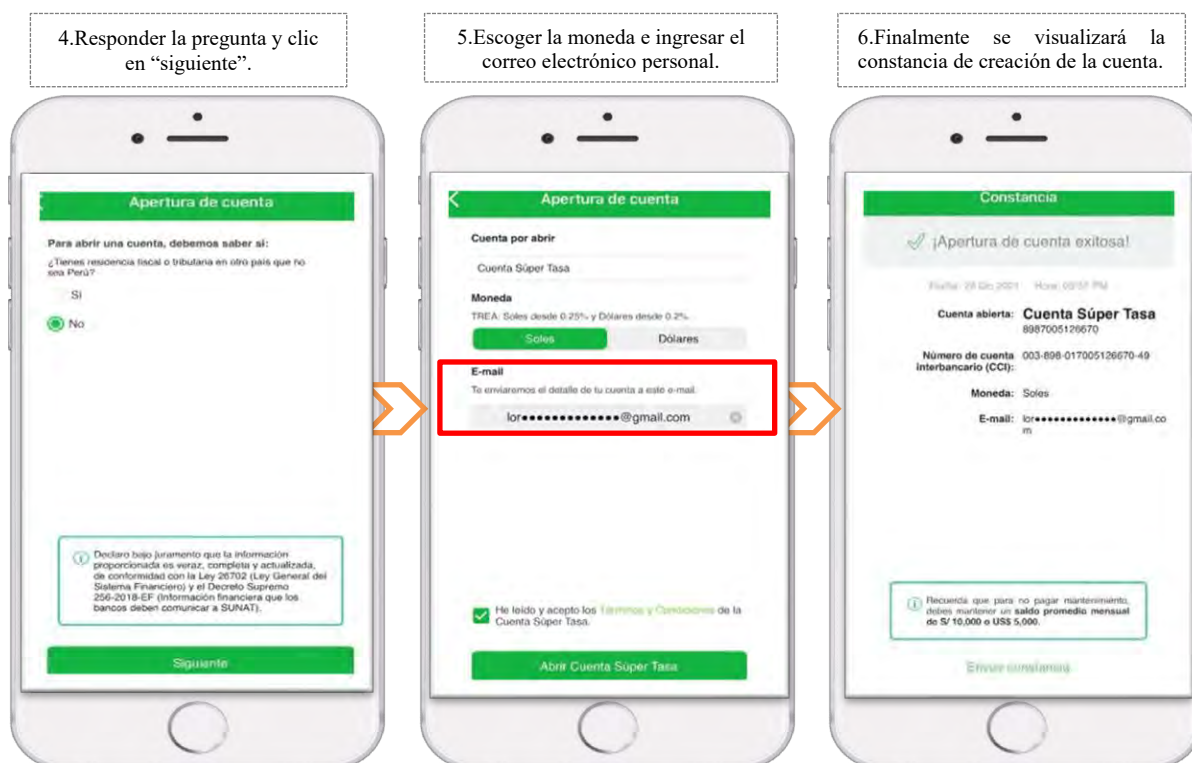 4.Responder la pregunta y clic
en “siguiente”.
Apertura de cuenta
Para abrir una cuenta, debemos saber si:
¿Tienes residencia fiscal o tributaria en otro país que no
sea Perú?
Si
No
Declaro bajo juramento que la información
proporcionada es veraz, completa y actualizada,
de conformidad con la Ley 26702 (Ley General del
Sistema Financiero) y el Decreto Supremo
256-2018-EF (Información financiera que los
bancos deben comunicar a SUNAT).
Siguiente
5.Escoger la moneda e ingresar el
correo electrónico personal.
Apertura de cuenta
Cuenta por abrir
Cuenta Súper Tasa
Moneda
TREA: Soles desde 0.25% y Dólares desde 0.2%
Soles
Dólares
E-mail
Te enviaremos el detalle de tu cuenta a este e-mail.
lor•••••••••••••@gmail.com
He leído y acepto los Términos y Condiciones de la
Cuenta Súper Tasa.
Abrir Cuenta Súper Tasa
6.Finalmente se visualizará la
constancia de creación de la cuenta.
Constancia
¡Apertura de cuenta exitosa!
Fecha: Hora: PM
Cuenta abierta: Cuenta Súper Tasa
8987005126670
Número de cuenta 003-898-017005126670-49
Interbancario (CCI):
Moneda: Soles
E-mail: lor•••••••••••••@gmail.co
m
Recuerda que para no pagar mantenimiento,
debes mantener un saldo promedio mensual
de S/ 10,000 o US$ 5,000.
Enviar constancia